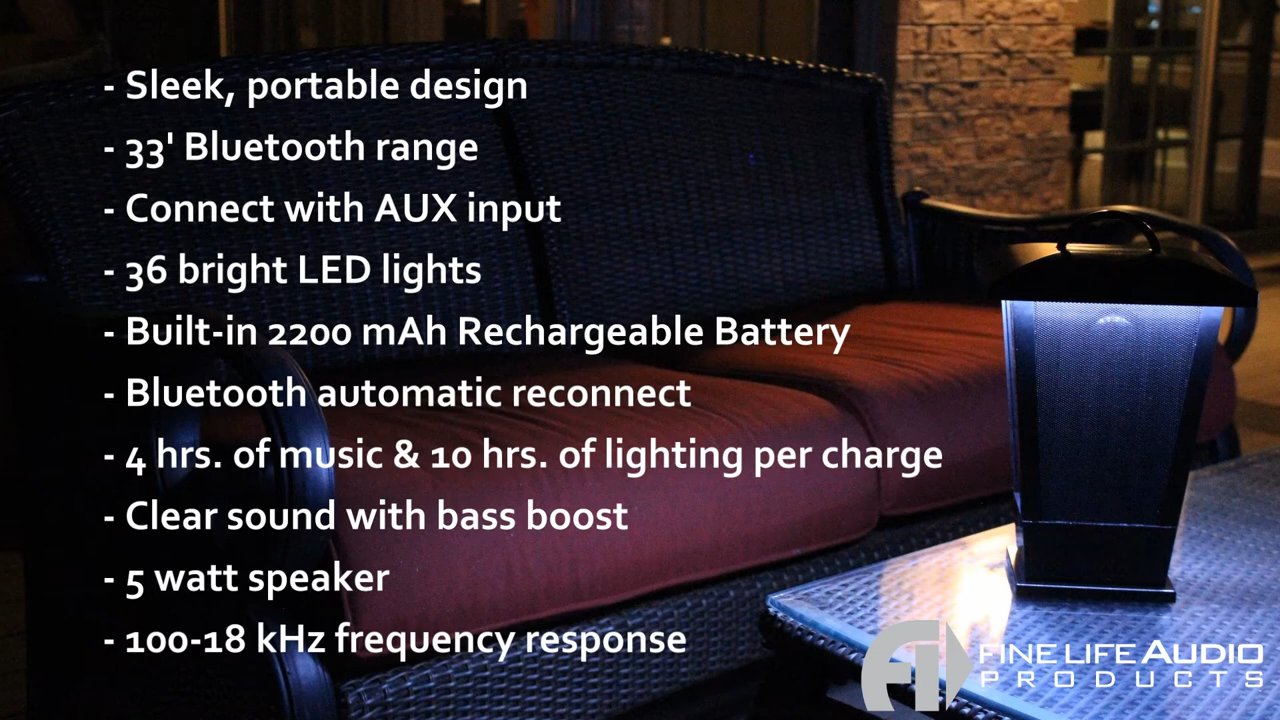 - Sleek, portable design
- 33' Bluetooth range
- Connect with AUX input
- 36 bright LED lights
- Built-in 2200 mAh Rechargeable Battery
- Bluetooth automatic reconnect
- 4 hrs. of music & 10 hrs. of lighting per charge
- Clear sound with bass boost
- 5 watt speaker
- 100-18 kHz frequency response
FINE LIFE AUDIO
PRODUCTS